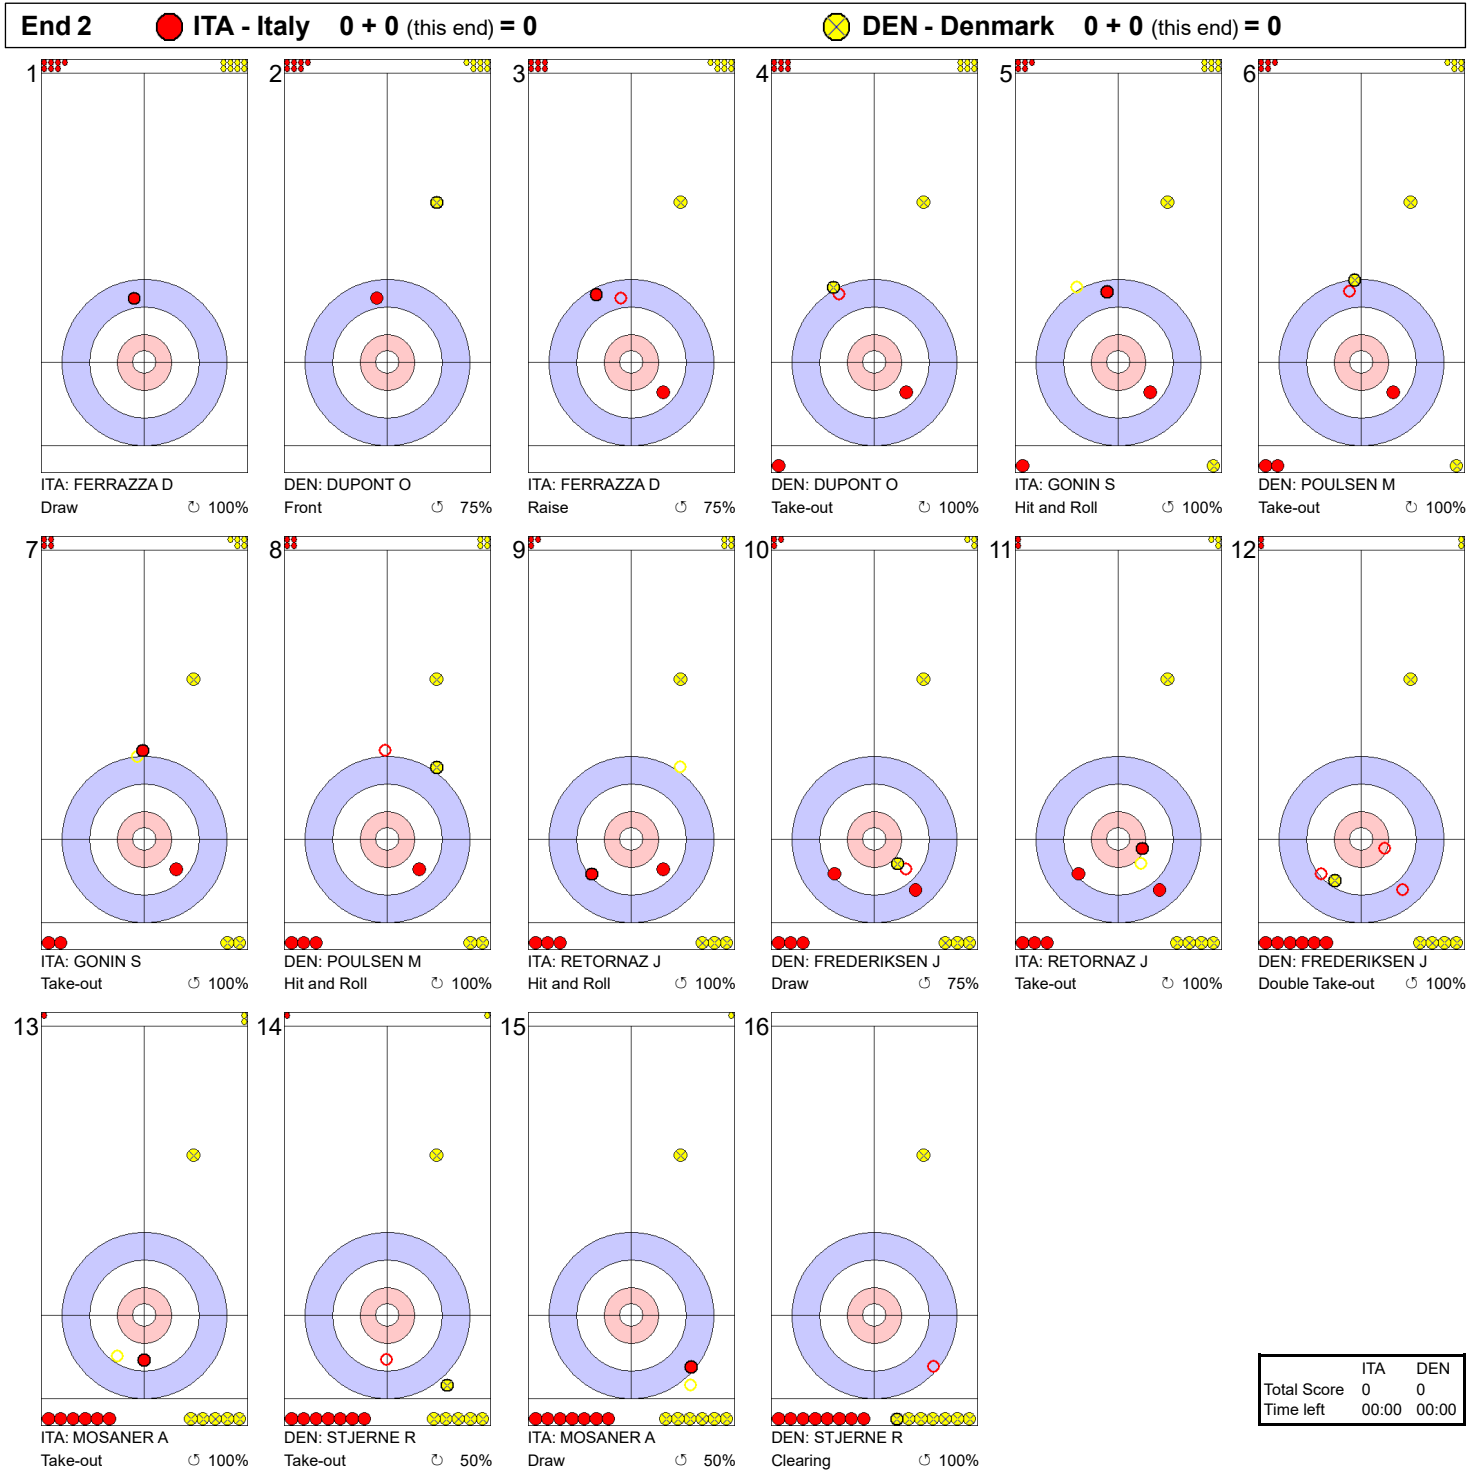 End 2 ITA - Italy 0 + 0 (this end) = 0 DEN - Denmark 0 + 0 (this end) = 0
1 2 3 4 5 6
ITA: FERRAZZA D DEN: DUPONT O ITA: FERRAZZA D DEN: DUPONT O ITA: GONIN S DEN: POULSEN M
Draw ↻ 100% Front ↺ 75% Raise ↺ 75% Take-out ↻ 100% Hit and Roll ↺ 100% Take-out ↻ 100%
7 8 9 10 11 12
ITA: GONIN S DEN: POULSEN M ITA: RETORNAZ J DEN: FREDERIKSEN J ITA: RETORNAZ J DEN: FREDERIKSEN J
Take-out ↺ 100% Hit and Roll ↻ 100% Hit and Roll ↺ 100% Draw ↺ 75% Take-out ↻ 100% Double Take-out ↻ 100%
13 14 15 16
ITA: MOSANER A DEN: STJERNE R ITA: MOSANER A DEN: STJERNE R
Take-out ↺ 100% Take-out ↻ 50% Draw ↺ 50% Clearing ↺ 100%
ITA DEN
Total Score 0 0
Time left 00:00 00:00